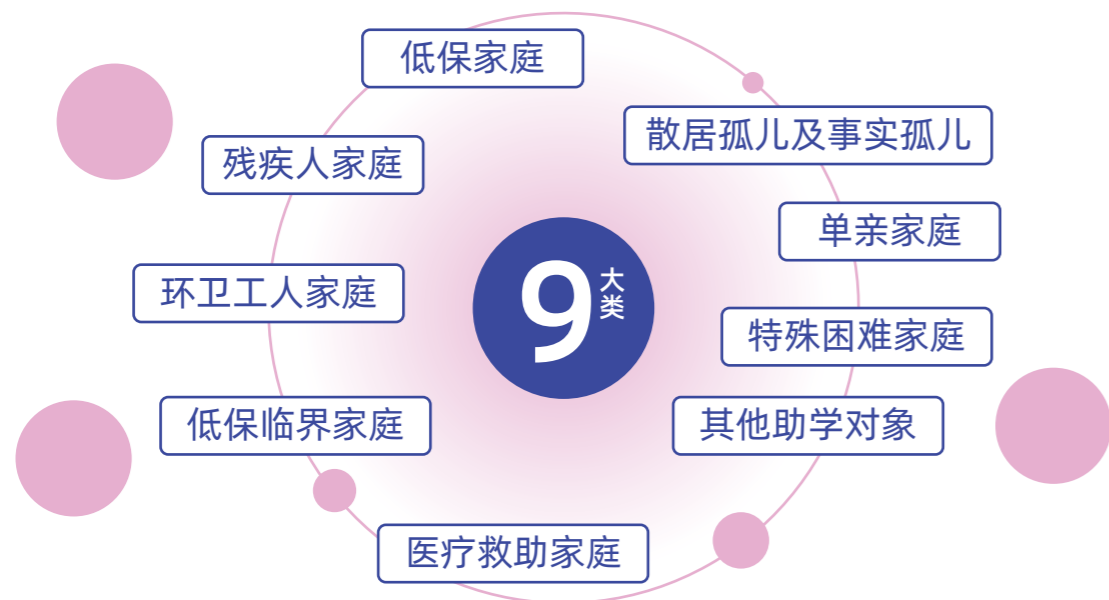 低保家庭
散居孤儿及事实孤儿
残疾人家庭
单亲家庭
9大类
环卫工人家庭
特殊困难家庭
低保临界家庭
其他助学对象
医疗救助家庭